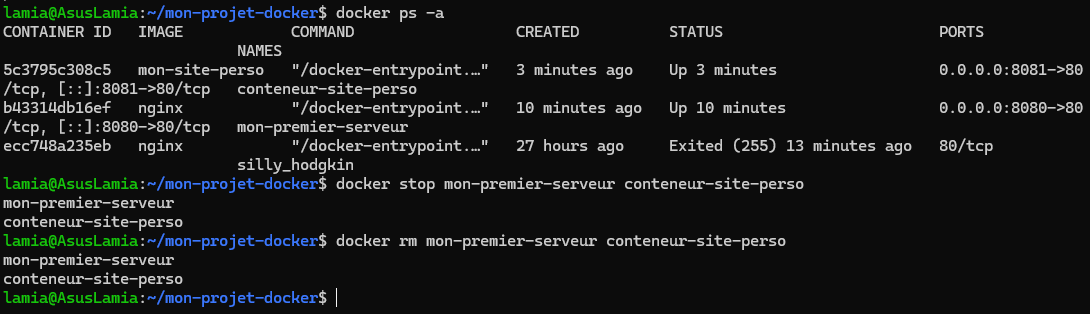 lamia@AsusLamia:~/mon-projet-docker$ docker ps -a
CONTAINER ID   IMAGE            COMMAND                  CREATED          STATUS                        PORTS
                          NAMES
5c3795c308c5   mon-site-perso   "/docker-entrypoint.…"   3 minutes ago    Up 3 minutes                  0.0.0.0:8081->80
/tcp, [::]:8081->80/tcp   conteneur-site-perso
b43314db16ef   nginx            "/docker-entrypoint.…"   10 minutes ago   Up 10 minutes                 0.0.0.0:8080->80
/tcp, [::]:8080->80/tcp   mon-premier-serveur
ecc748a235eb   nginx            "/docker-entrypoint.…"   27 hours ago     Exited (255) 13 minutes ago   80/tcp
                          silly_hodgkin
lamia@AsusLamia:~/mon-projet-docker$ docker stop mon-premier-serveur conteneur-site-perso
mon-premier-serveur
conteneur-site-perso
lamia@AsusLamia:~/mon-projet-docker$ docker rm mon-premier-serveur conteneur-site-perso
mon-premier-serveur
conteneur-site-perso
lamia@AsusLamia:~/mon-projet-docker$